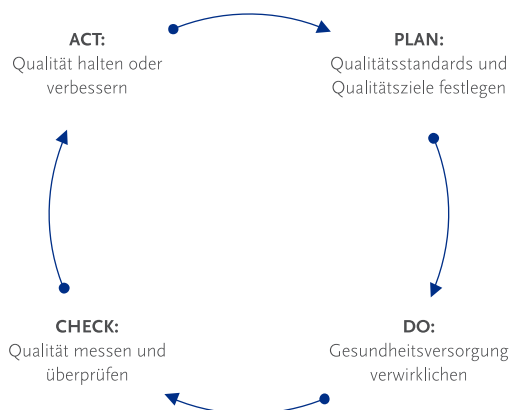 ACT:
Qualität halten oder
verbessern
PLAN:
Qualitätsstandards und
Qualitätsziele festlegen
CHECK:
Qualität messen und
überprüfen
DO:
Gesundheitsversorgung
verwirklichen